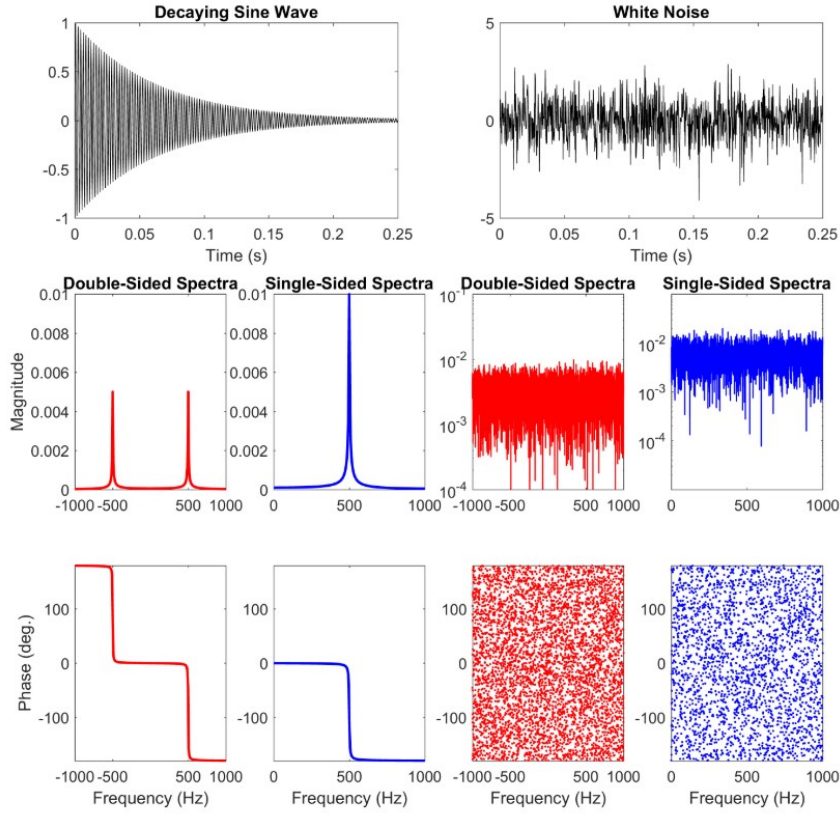 Decaying Sine Wave
1
0.5
0
-0.5
-1
0 0.05 0.1 0.15 0.2 0.25
Time (s)
White Noise
5
0
-5
0 0.05 0.1 0.15 0.2 0.25
Time (s)
Double-Sided Spectra
Magnitude
0.01
0.008
0.006
0.004
0.002
0
-1000 -500 500 1000
Single-Sided Spectra
0.01
0.008
0.006
0.004
0.002
0
0 500 1000
Double-Sided Spectra
10-1
10-2
10-3
10-4
-1000 -500 500 1000
Single-Sided Spectra
10-2
10-3
10-4
0 500 1000
Phase (deg.)
100
0
-100
-1000 -500 500 1000
Frequency (Hz)
100
0
-100
0 500 1000
Frequency (Hz)
100
0
-100
-1000 -500 500 1000
Frequency (Hz)
100
0
-100
0 500 1000
Frequency (Hz)